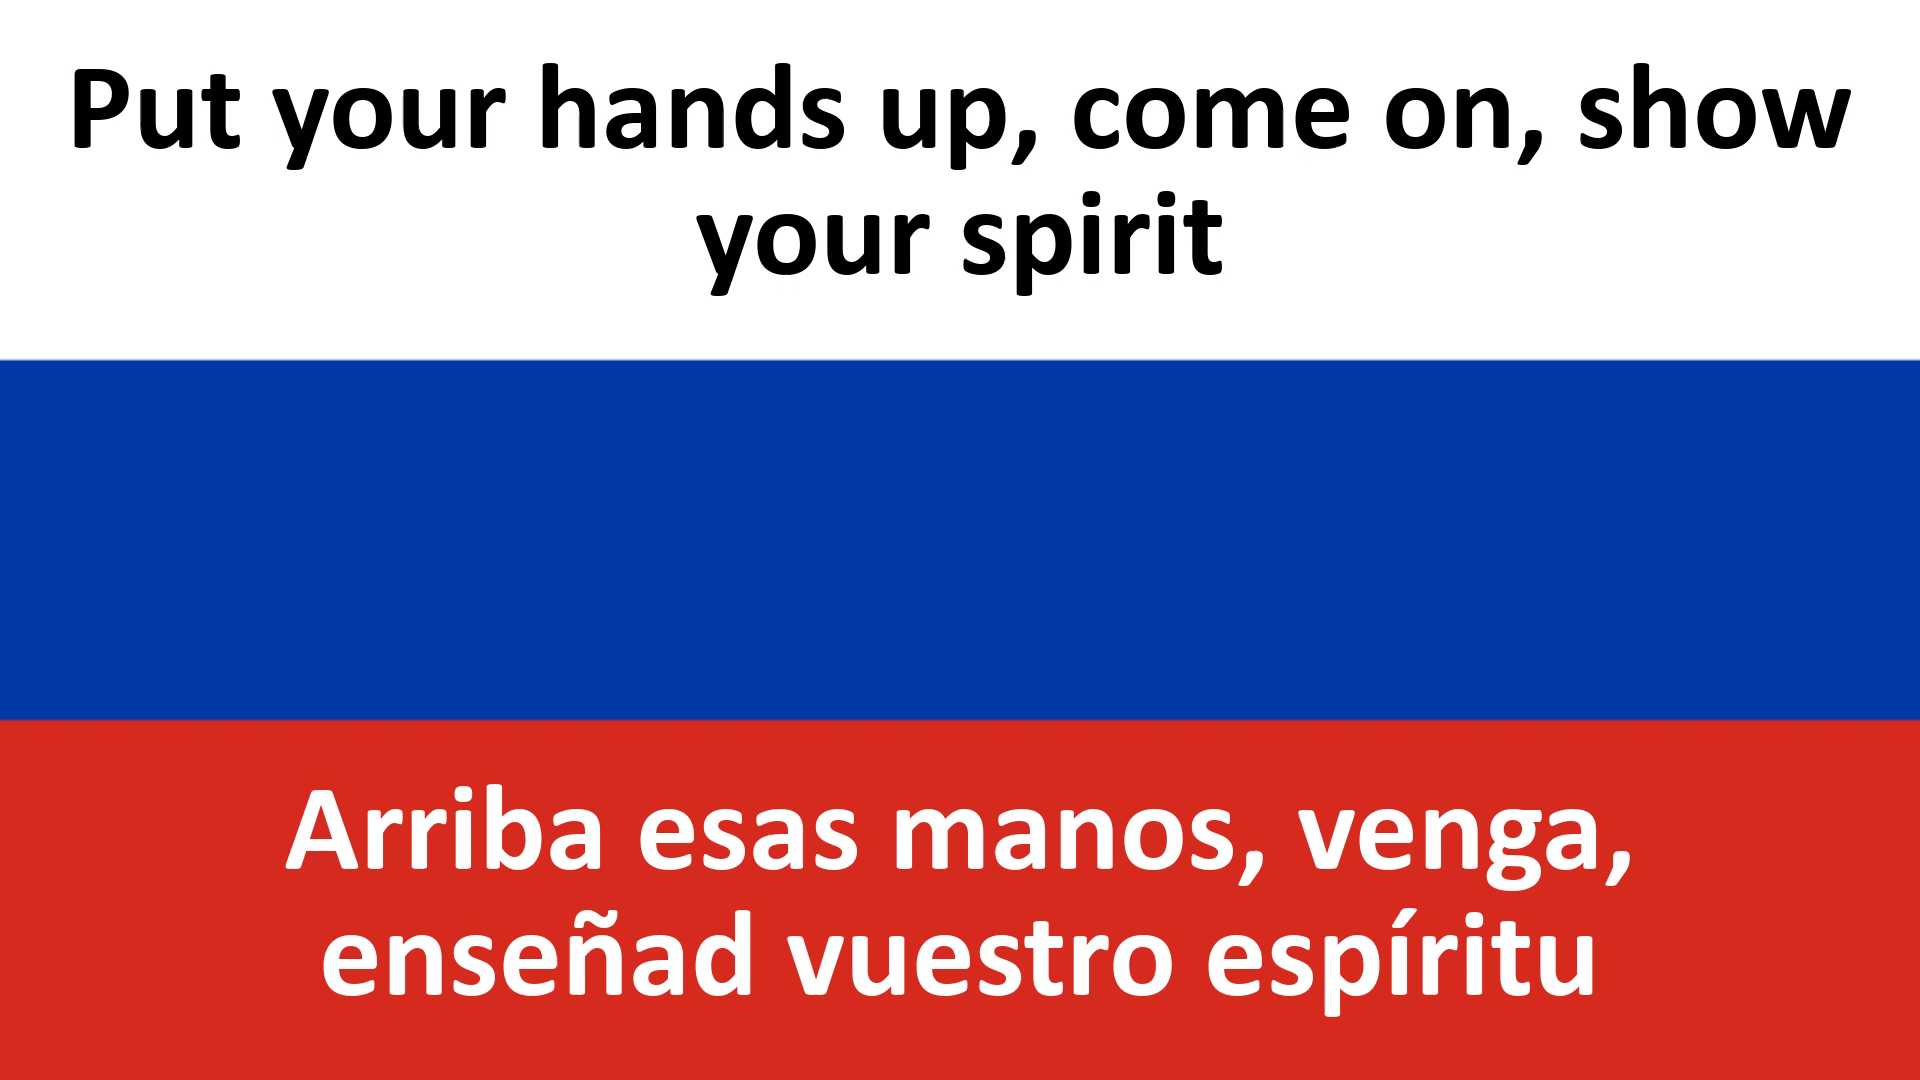 Put your hands up, come on, show
your spirit
Arriba esas manos, venga,
enseñad vuestro espíritu